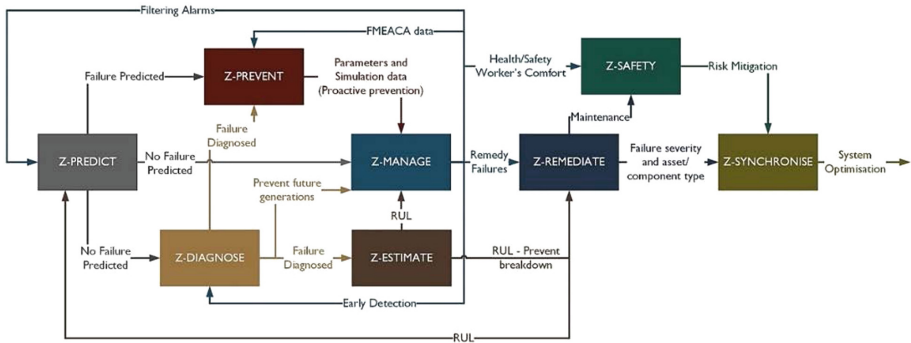 Filtering Alarms
FMEACA data
Z-PREVENT
Failure Predicted
Parameters and
Simulation data
(Proactive prevention)
Health/Safety
Worker's Comfort
Z-SAFETY
Risk Mitigation
Failure
Diagnosed
Maintenance
Z-PREDICT
No Failure
Predicted
Z-MANAGE
Remedy
Failures
Z-REMEDIATE
Failure severity
and asset/
component type
Z-SYNCHRONISE
System
Optimisation
Prevent future
generations
RUL
No Failure
Predicted
Z-DIAGNOSE
Failure
Diagnosed
Z-ESTIMATE
RUL - Prevent
breakdown
Early Detection
RUL